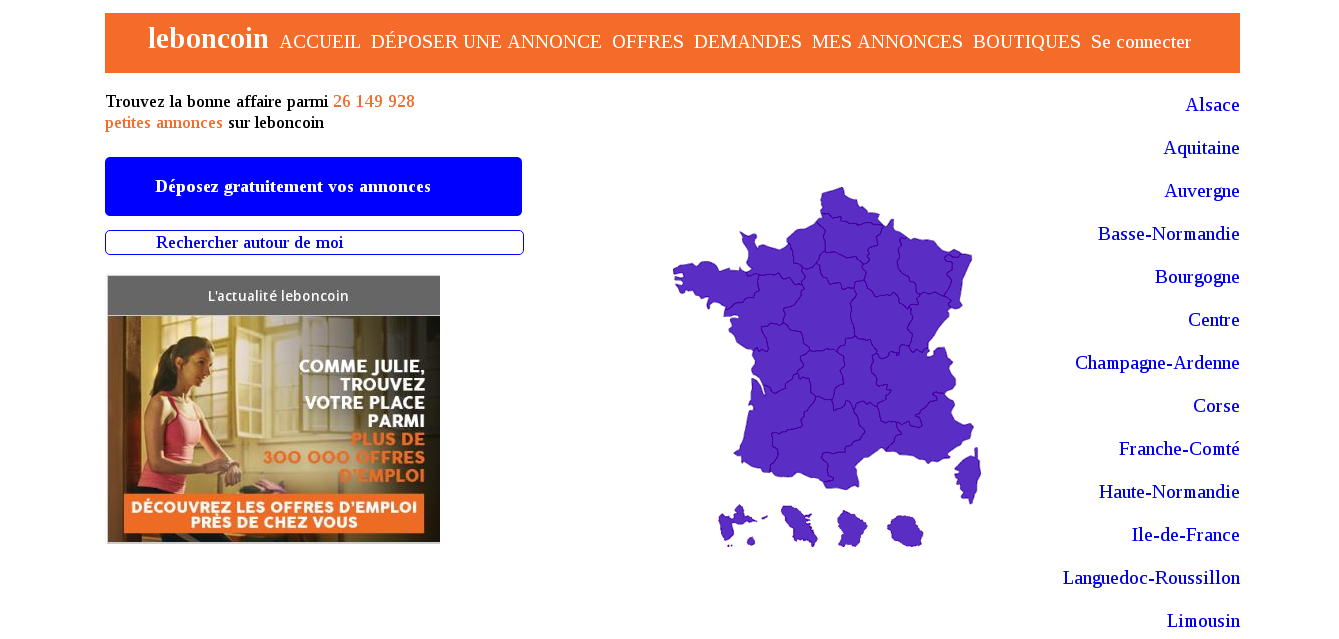 leboncoin ACCUEIL DÉPOSER UNE ANNONCE OFFRES DEMANDES MES ANNONCES BOUTIQUES Se connecter
Trouvez la bonne affaire parmi 26 149 928
petites annonces sur leboncoin
Déposez gratuitement vos annonces
Rechercher autour de moi
L'actualité leboncoin
COMME JULIE,
TROUVEZ
VOTRE PLACE
PARMI
PLUS DE
300 000 OFFRES
D'EMPLOI
DÉCOUVREZ LES OFFRES D'EMPLOI
PRÈS DE CHEZ VOUS
Alsace
Aquitaine
Auvergne
Basse-Normandie
Bourgogne
Centre
Champagne-Ardenne
Corse
Franche-Comté
Haute-Normandie
Ile-de-France
Languedoc-Roussillon
Limousin